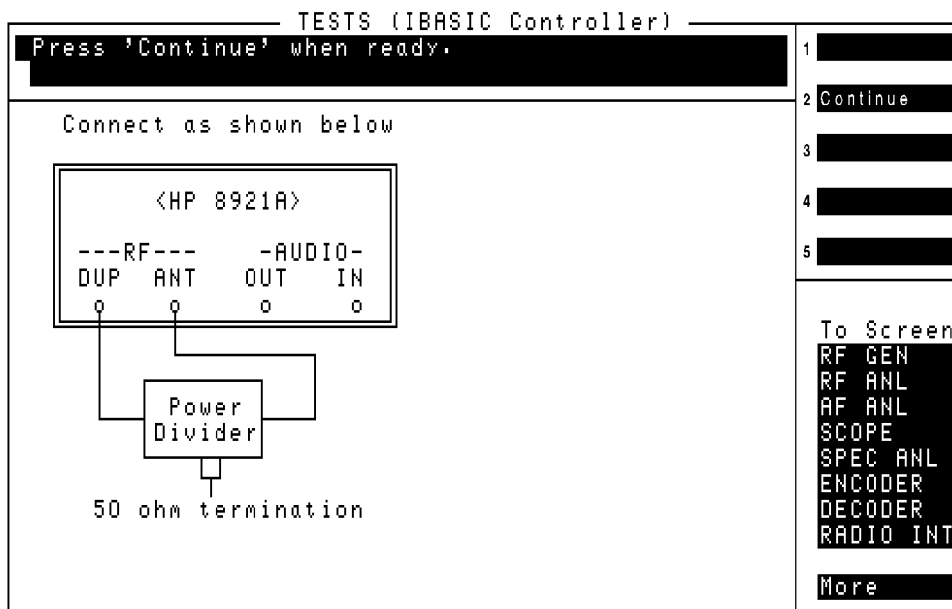 TESTS (IBASIC Controller)
Press 'Continue' when ready.
1
2 Continue
3
4
5
Connect as shown below
<HP 8921A>
---RF--- -AUDIO-
DUP ANT OUT IN
o o o o
Power
Divider
50 ohm termination
To Screen
RF GEN
RF ANL
AF ANL
SCOPE
SPEC ANL
ENCODER
DECODER
RADIO INT
More